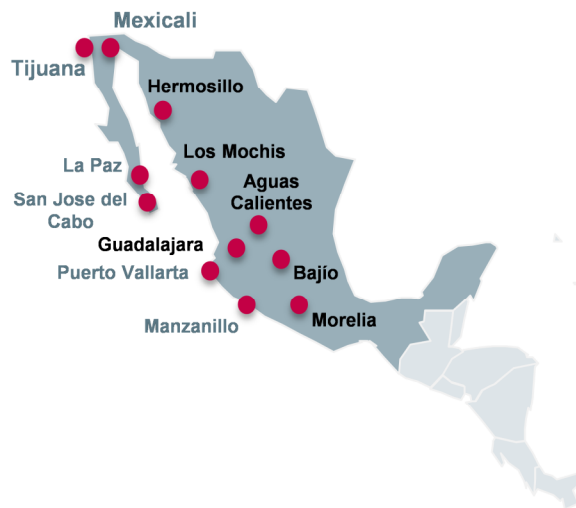 Mexicali
Tijuana
Hermosillo
Los Mochis
La Paz
Aguas
Calientes
San Jose del
Cabo
Guadalajara
Bajío
Puerto Vallarta
Manzanillo
Morelia